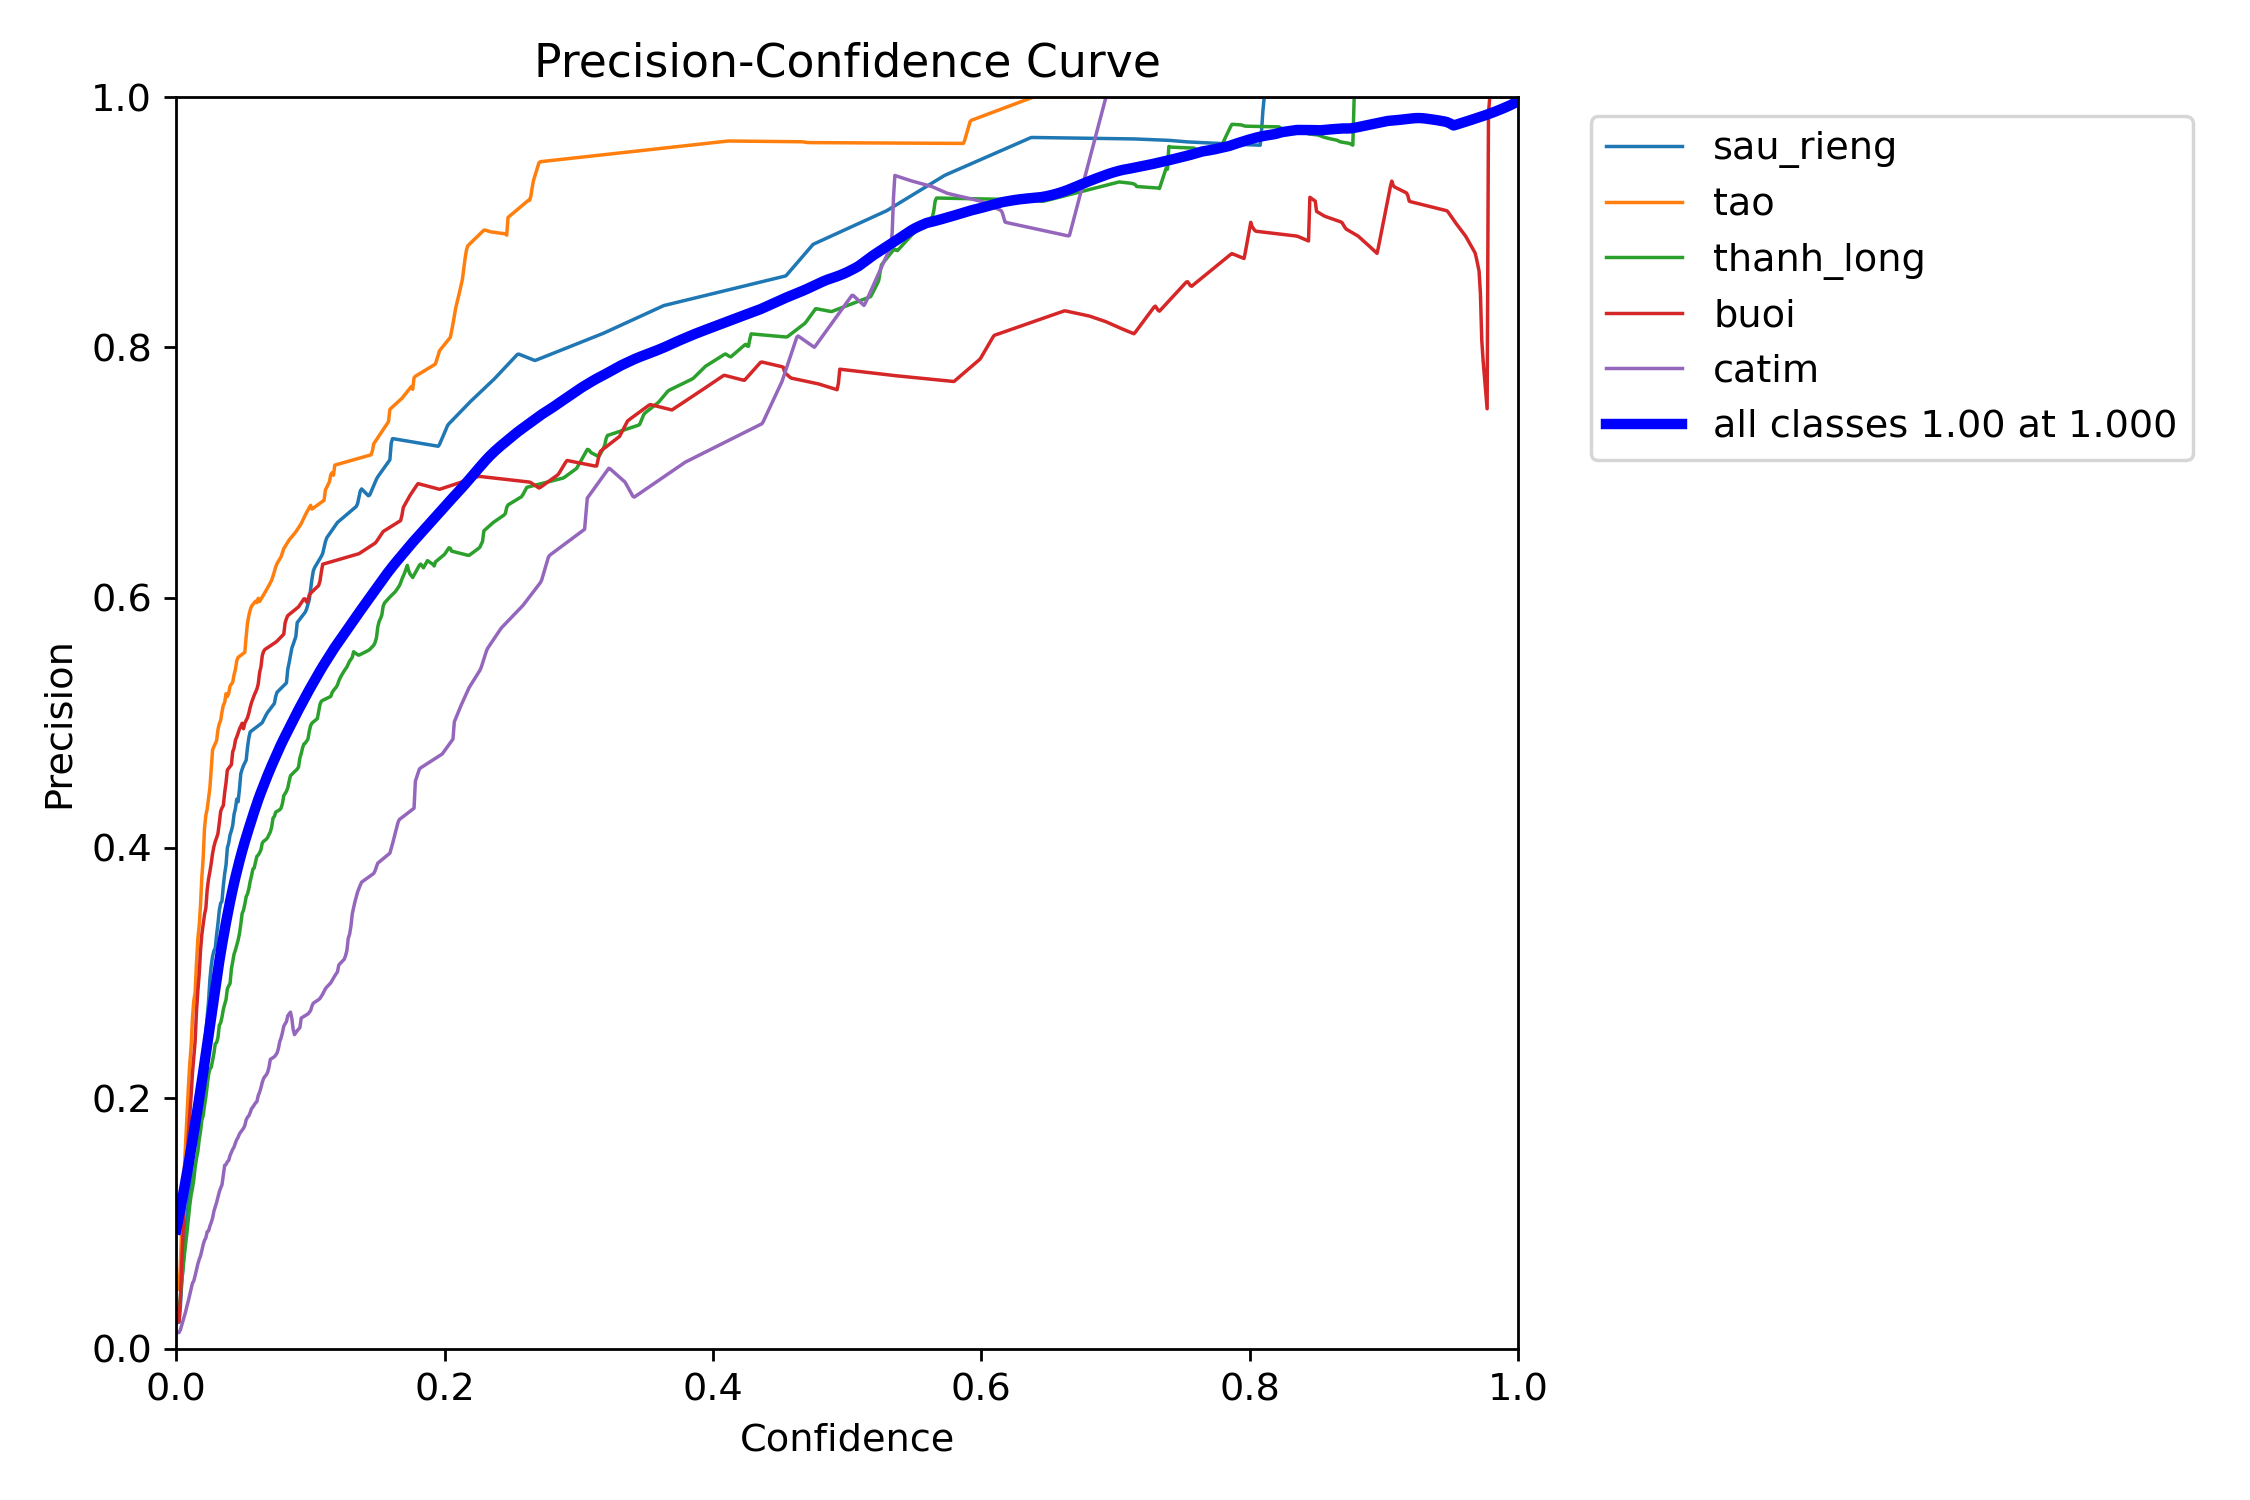 Precision-Confidence Curve
1.0
0.8
0.6
0.4
0.2
0.0
Precision
0.0 0.2 0.4 0.6 0.8 1.0
Confidence
sau_rieng
tao
thanh_long
buoi
catim
all classes 1.00 at 1.000